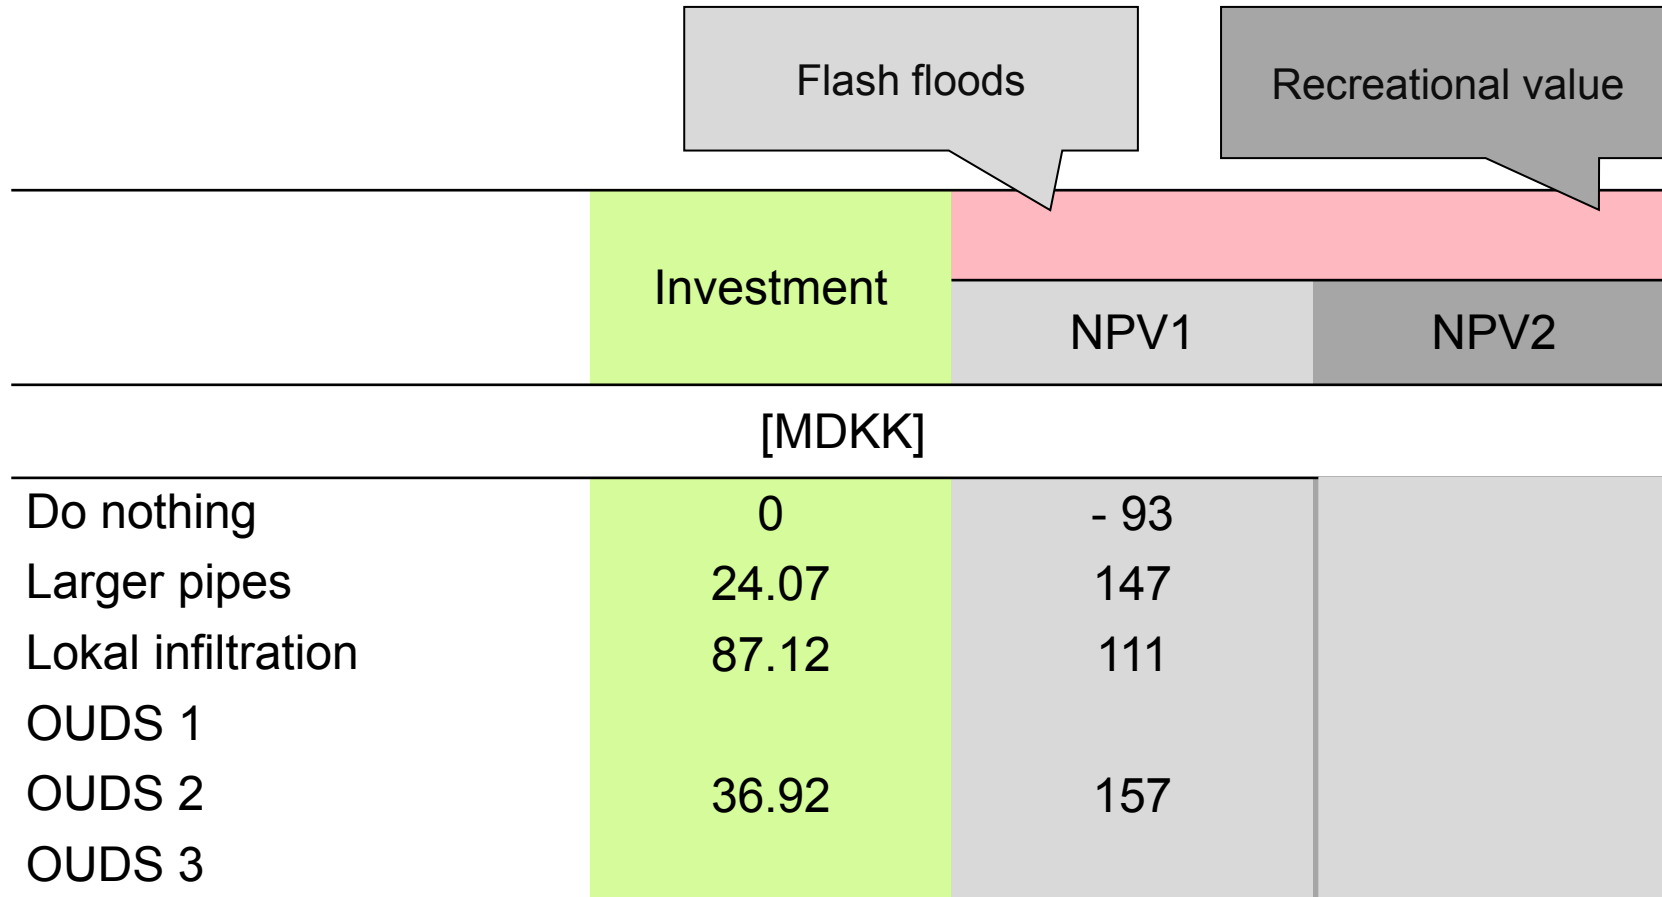 Flash floods
Recreational value
Investment
NPV1 NPV2
[MDKK]
Do nothing 0 - 93
Larger pipes 24.07 147
Lokal infiltration 87.12 111
OUDS 1
OUDS 2 36.92 157
OUDS 3